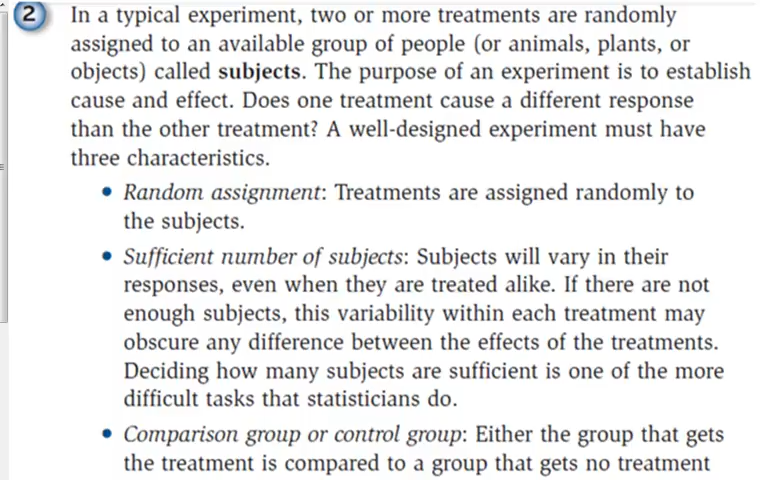 2 In a typical experiment, two or more treatments are randomly
assigned to an available group of people (or animals, plants, or
objects) called subjects. The purpose of an experiment is to establish
cause and effect. Does one treatment cause a different response
than the other treatment? A well-designed experiment must have
three characteristics.
• Random assignment: Treatments are assigned randomly to
the subjects.
• Sufficient number of subjects: Subjects will vary in their
responses, even when they are treated alike. If there are not
enough subjects, this variability within each treatment may
obscure any difference between the effects of the treatments.
Deciding how many subjects are sufficient is one of the more
difficult tasks that statisticians do.
• Comparison group or control group: Either the group that gets
the treatment is compared to a group that gets no treatment